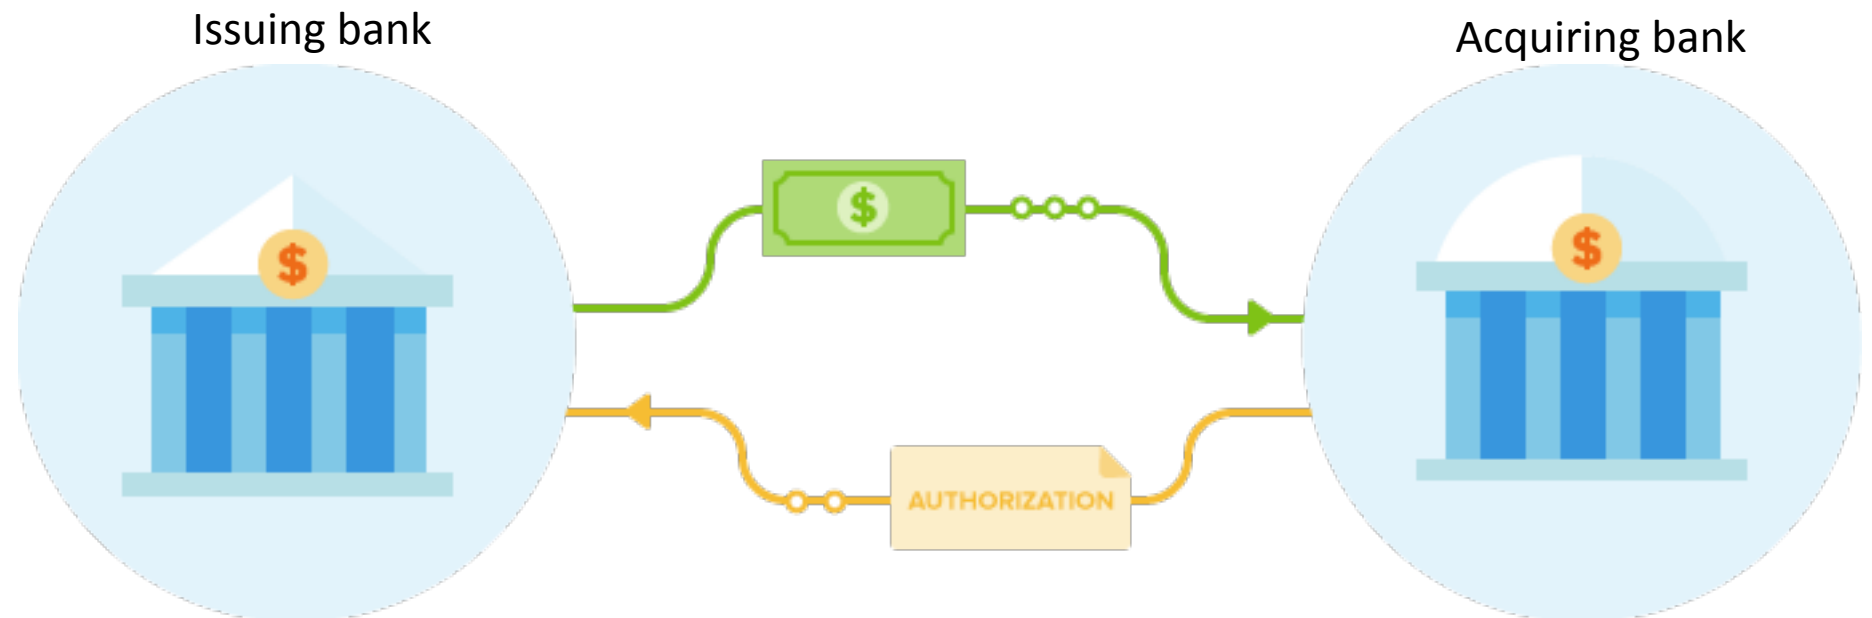 Issuing bank
Acquiring bank
$
$
$
AUTHORIZATION